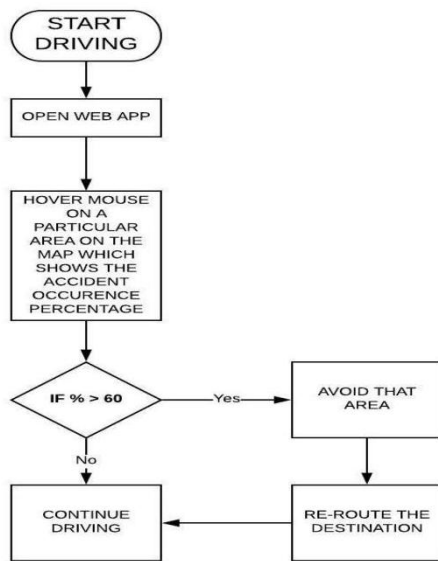 START
DRIVING
OPEN WEB APP
HOVER MOUSE
ON A
PARTICULAR
AREA ON THE
MAP WHICH
SHOWS THE
ACCIDENT
OCCURENCE
PERCENTAGE
IF % > 60
Yes
AVOID THAT
AREA
No
CONTINUE
DRIVING
RE-ROUTE THE
DESTINATION